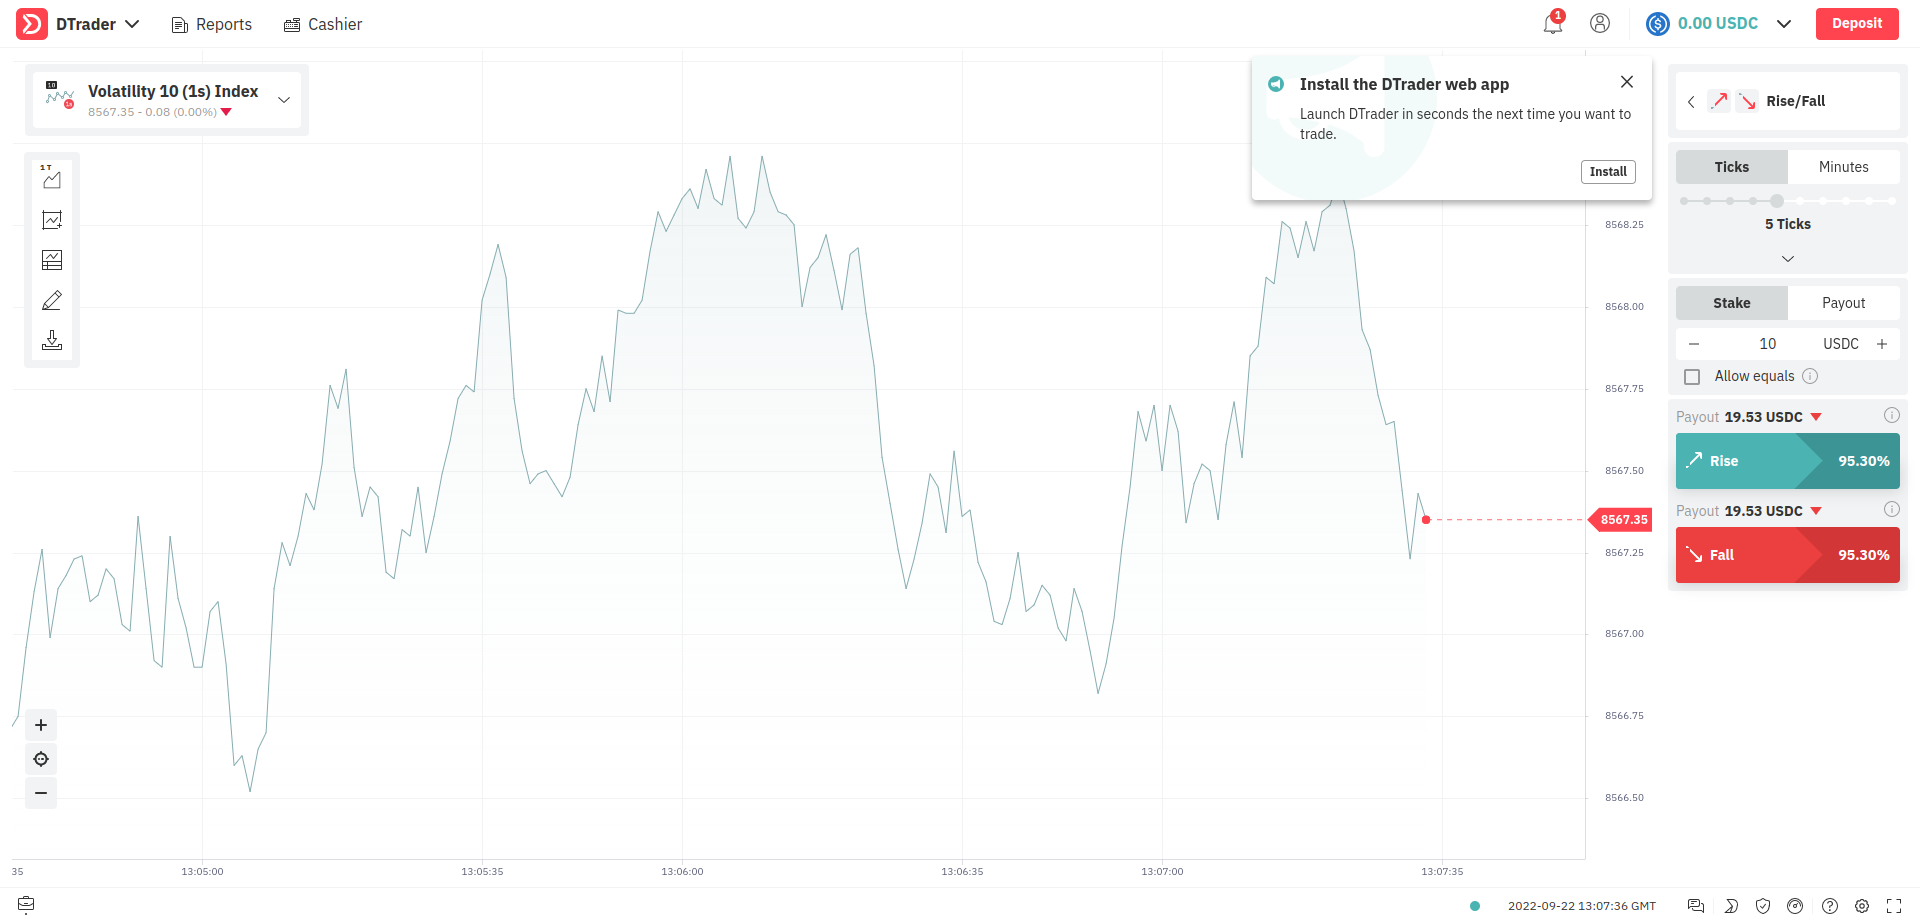 DTrader
Reports
Cashier
1
0.00 USDC
Deposit
10
1s
Volatility 10 (1s) Index
8567.35 - 0.08 (0.00%)
1 T
Install the DTrader web app
Launch DTrader in seconds the next time you want to
trade.
Install
Rise/Fall
Ticks
Minutes
5 Ticks
Stake
Payout
10
USDC
Allow equals
Payout 19.53 USDC
Rise
95.30%
Payout 19.53 USDC
Fall
95.30%
8568.25
8568.00
8567.75
8567.50
8567.35
8567.25
8567.00
8566.75
8566.50
35
13:05:00
13:05:35
13:06:00
13:06:35
13:07:00
13:07:35
2022-09-22 13:07:36 GMT